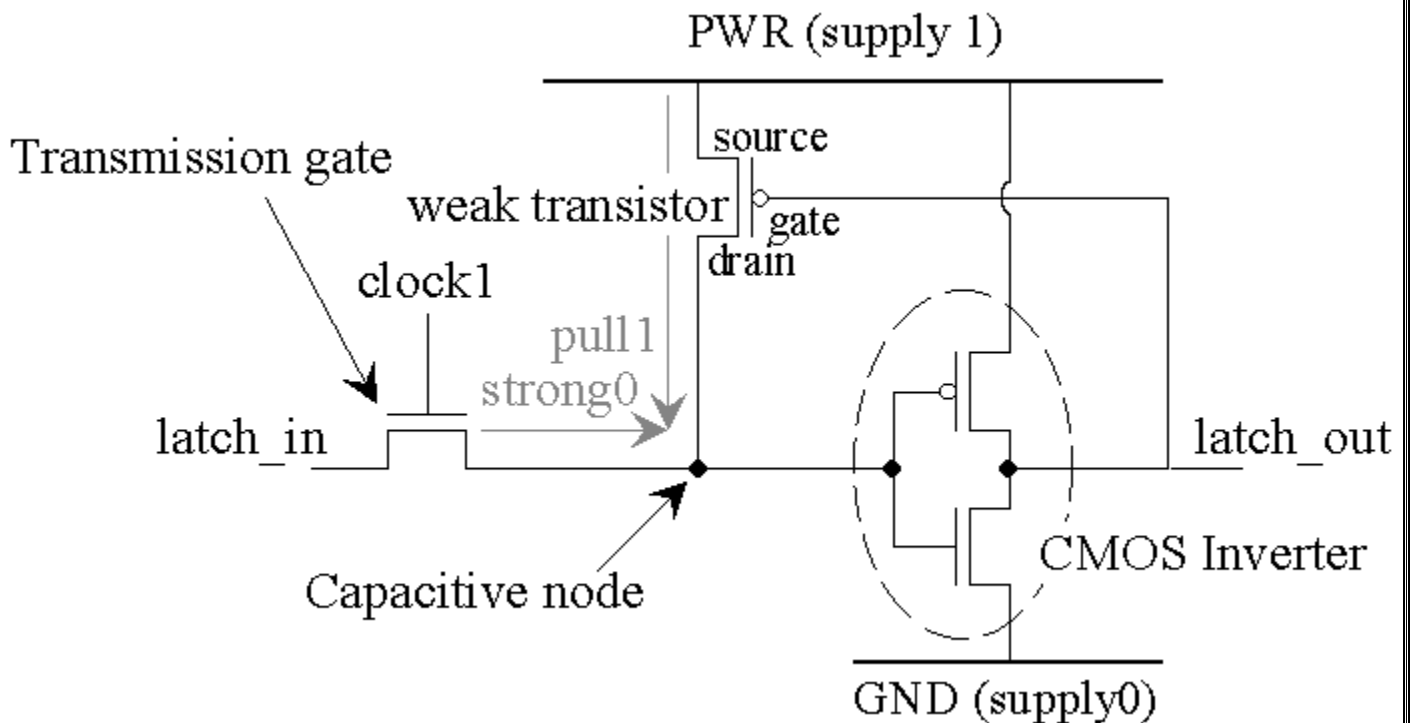 PWR (supply 1)
source
Transmission gate
weak transistor
gate
drain
clock1
pull1
strong0
latch_in
latch_out
CMOS Inverter
Capacitive node
GND (supply0)